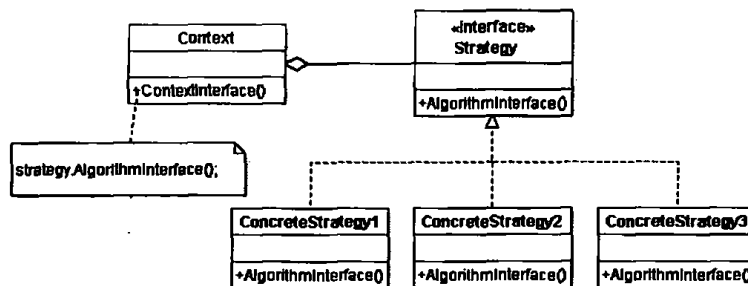 Context
+ContextInterface()
«Interface»
Strategy
+AlgorithmInterface()
strategy.AlgorithmInterface();
ConcreteStrategy1
+AlgorithmInterface()
ConcreteStrategy2
+AlgorithmInterface()
ConcreteStrategy3
+AlgorithmInterface()